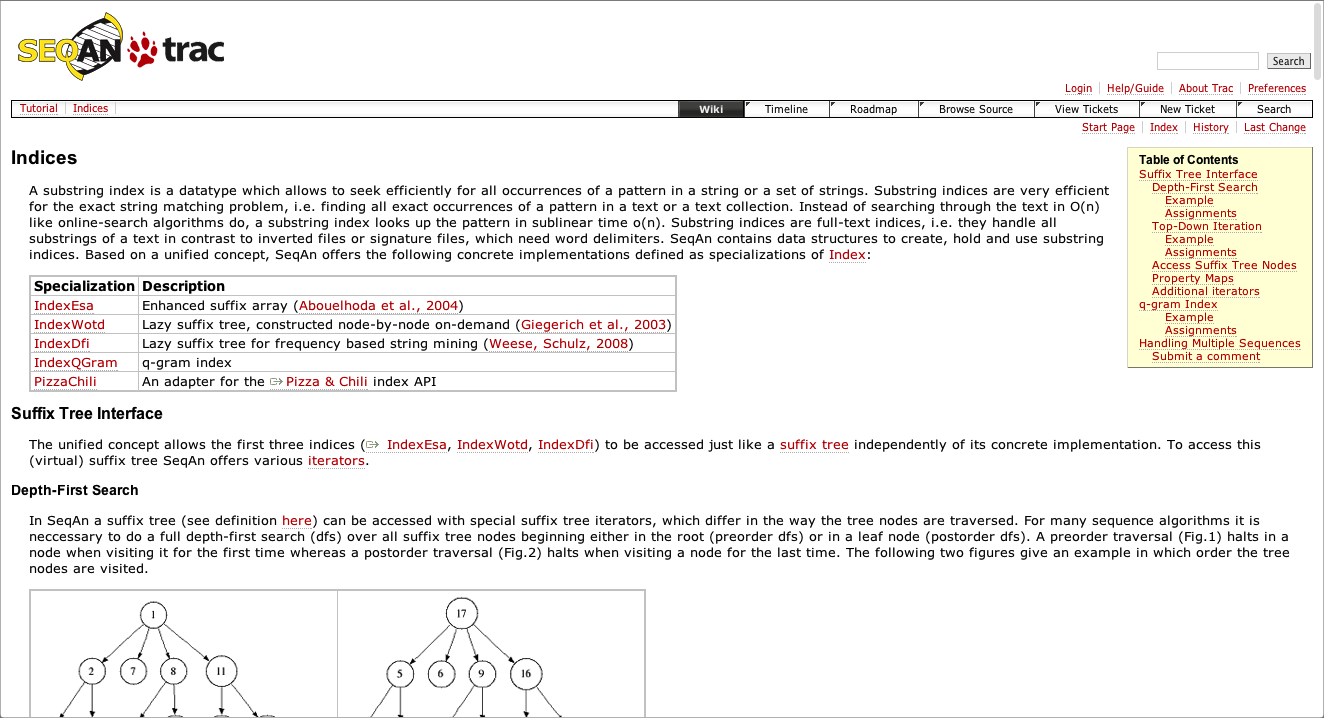 SEQAN trac
Search
Login Help/Guide About Trac Preferences
Tutorial Indices
Wiki Timeline Roadmap Browse Source View Tickets New Ticket Search
Start Page Index History Last Change
Indices
A substring index is a datatype which allows to seek efficiently for all occurrences of a pattern in a string or a set of strings. Substring indices are very efficient
for the exact string matching problem, i.e. finding all exact occurrences of a pattern in a text or a text collection. Instead of searching through the text in O(n)
like online-search algorithms do, a substring index looks up the pattern in sublinear time o(n). Substring indices are full-text indices, i.e. they handle all
substrings of a text in contrast to inverted files or signature files, which need word delimiters. SeqAn contains data structures to create, hold and use substring
indices. Based on a unified concept, SeqAn offers the following concrete implementations defined as specializations of Index:
Table of Contents
Suffix Tree Interface
Depth-First Search
Example
Assignments
Top-Down Iteration
Example
Assignments
Access Suffix Tree Nodes
Property Maps
Additional iterators
q-gram Index
Example
Assignments
Handling Multiple Sequences
Submit a comment
Specialization Description
IndexEsa Enhanced suffix array (Abouelhoda et al., 2004)
IndexWotd Lazy suffix tree, constructed node-by-node on-demand (Giegerich et al., 2003)
IndexDfi Lazy suffix tree for frequency based string mining (Weese, Schulz, 2008)
IndexQGram q-gram index
PizzaChili An adapter for the Pizza & Chili index API
Suffix Tree Interface
The unified concept allows the first three indices ( IndexEsa, IndexWotd, IndexDfi) to be accessed just like a suffix tree independently of its concrete implementation. To access this
(virtual) suffix tree SeqAn offers various iterators.
Depth-First Search
In SeqAn a suffix tree (see definition here) can be accessed with special suffix tree iterators, which differ in the way the tree nodes are traversed. For many sequence algorithms it is
neccessary to do a full depth-first search (dfs) over all suffix tree nodes beginning either in the root (preorder dfs) or in a leaf node (postorder dfs). A preorder traversal (Fig.1) halts in a
node when visiting it for the first time whereas a postorder traversal (Fig.2) halts when visiting a node for the last time. The following two figures give an example in which order the tree
nodes are visited.
1
2 7 8 11
17
5 6 9 16